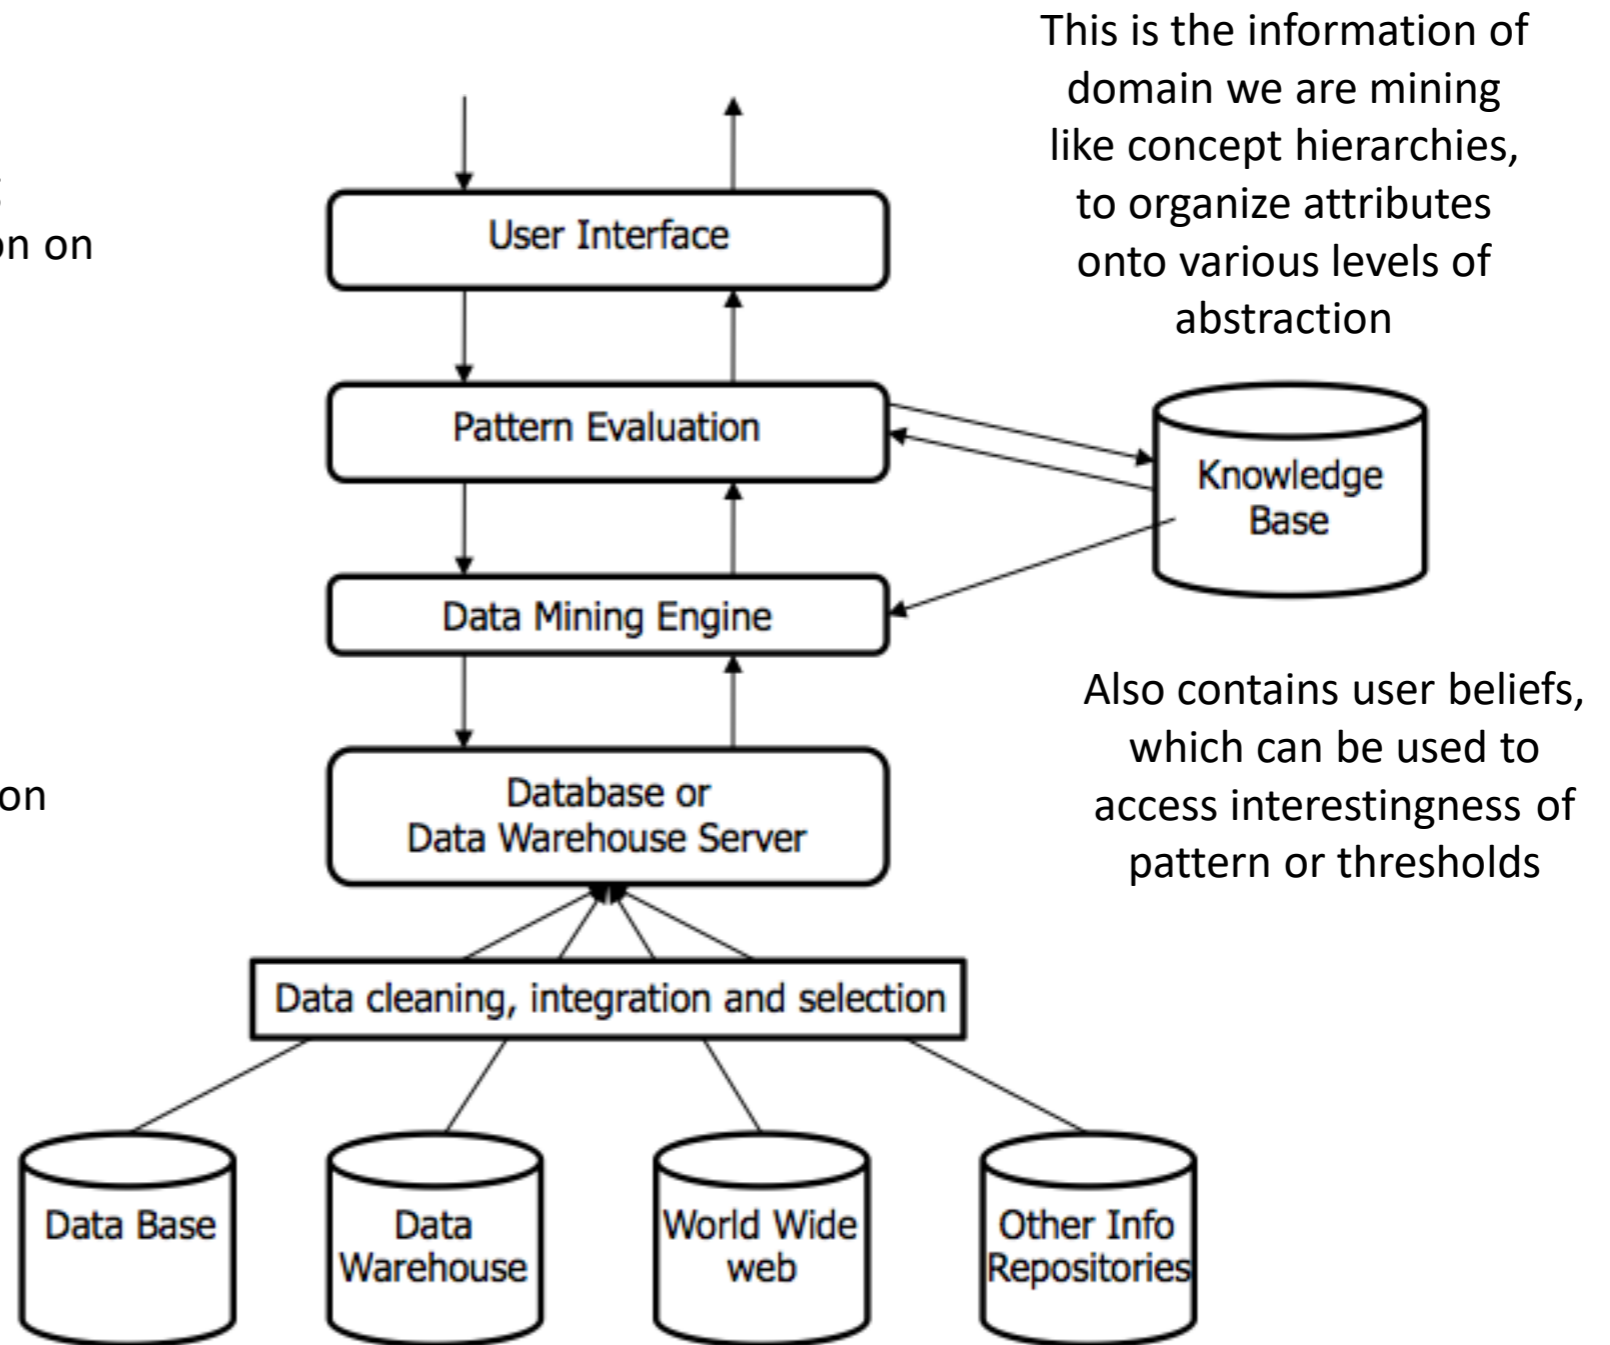 This is the information of
domain we are mining
like concept hierarchies,
to organize attributes
onto various levels of
abstraction
on on
User Interface
Pattern Evaluation
Knowledge
Base
Data Mining Engine
Also contains user beliefs,
which can be used to
access interestingness of
pattern or thresholds
on
Database or
Data Warehouse Server
Data cleaning, integration and selection
Data Base
Data
Warehouse
World Wide
web
Other Info
Repositories